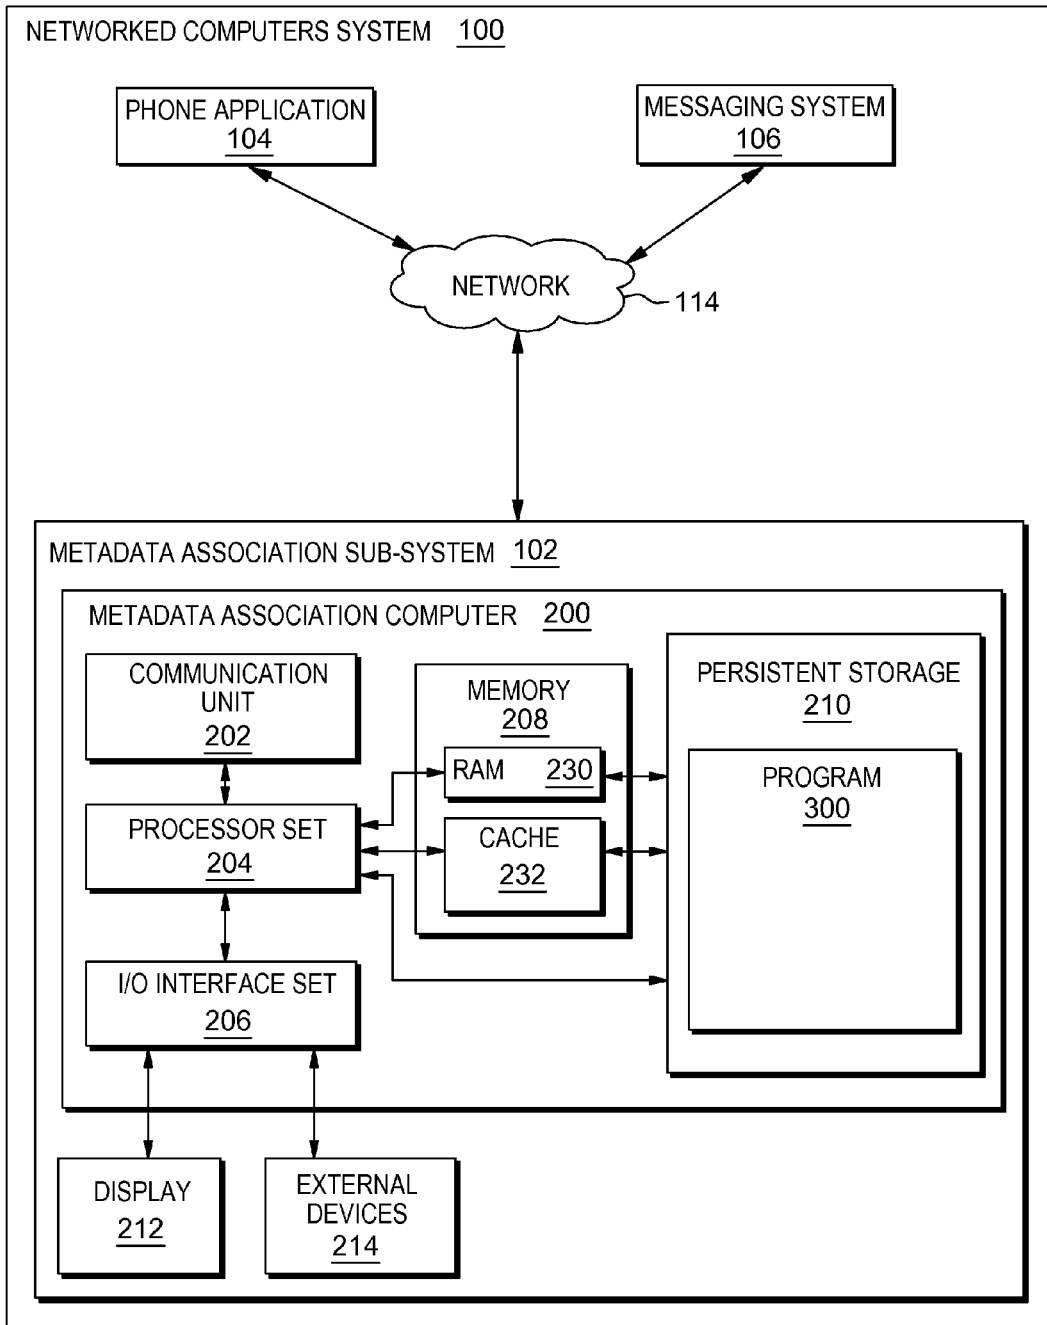 NETWORKED COMPUTERS SYSTEM 100
PHONE APPLICATION
104
MESSAGING SYSTEM
106
NETWORK
114
METADATA ASSOCIATION SUB-SYSTEM 102
METADATA ASSOCIATION COMPUTER 200
COMMUNICATION
UNIT
202
MEMORY
208
PERSISTENT STORAGE
210
RAM 230
PROGRAM
300
PROCESSOR SET
204
CACHE
232
I/O INTERFACE SET
206
DISPLAY
212
EXTERNAL
DEVICES
214